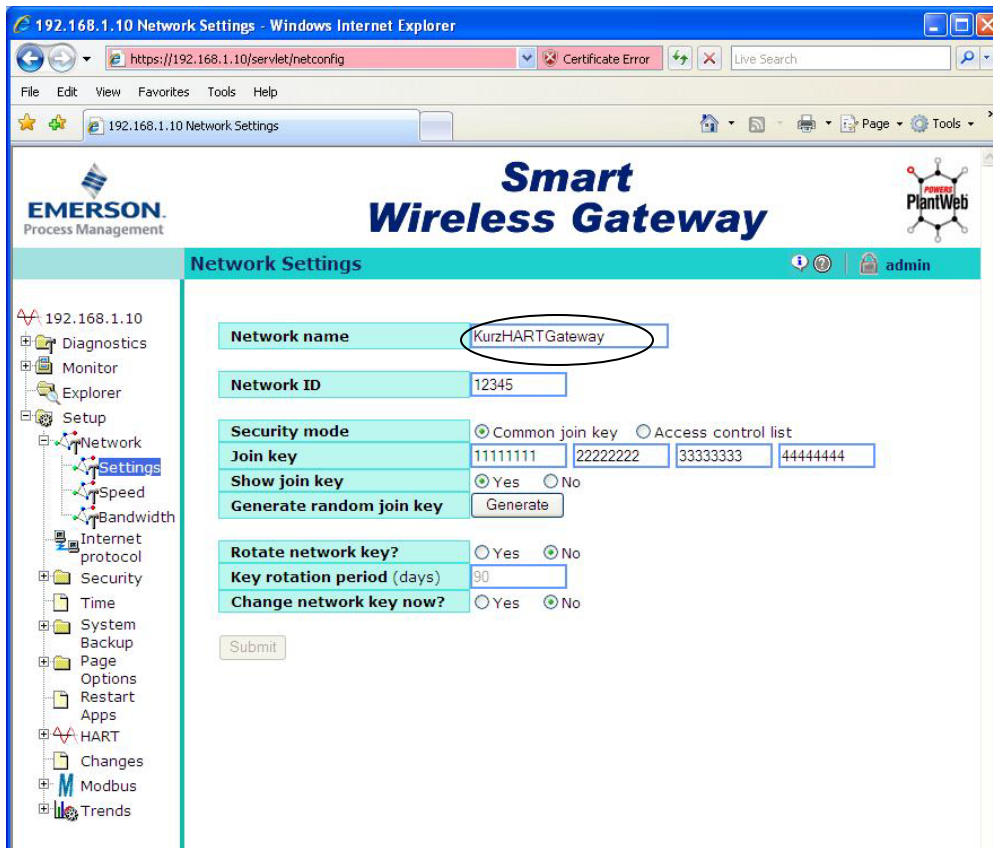 192.168.1.10 Network Settings - Windows Internet Explorer
https://192.168.1.10/servlet/netconfig
Certificate Error
Live Search
File Edit View Favorites Tools Help
192.168.1.10 Network Settings
Page Tools
EMERSON.
Process Management
Smart
Wireless Gateway
POWERS
PlantWeb
Network Settings
admin
192.168.1.10
Diagnostics
Monitor
Explorer
Setup
Network
Settings
Speed
Bandwidth
Internet
protocol
Security
Time
System
Backup
Page
Options
Restart
Apps
HART
Changes
Modbus
Trends
Network name KurzHARTGateway
Network ID 12345
Security mode Common join key Access control list
Join key 11111111 22222222 33333333 44444444
Show join key Yes No
Generate random join key Generate
Rotate network key? Yes No
Key rotation period (days) 90
Change network key now? Yes No
Submit